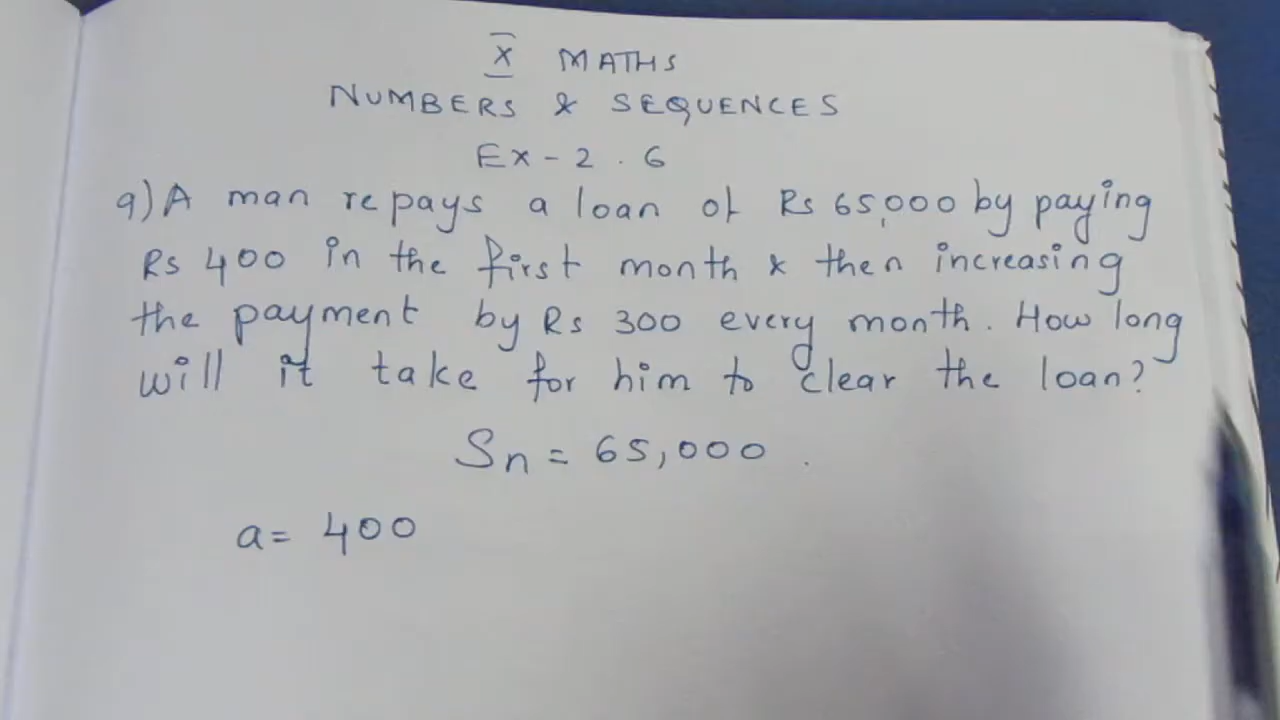 X MATHS
NUMBERS & SEQUENCES
Ex - 2 . 6
9) A man repays a loan of Rs 65,000 by paying
Rs 400 in the first month & then increasing
the payment by Rs 300 every month. How long
will it take for him to clear the loan?
Sn = 65,000 .
a = 400